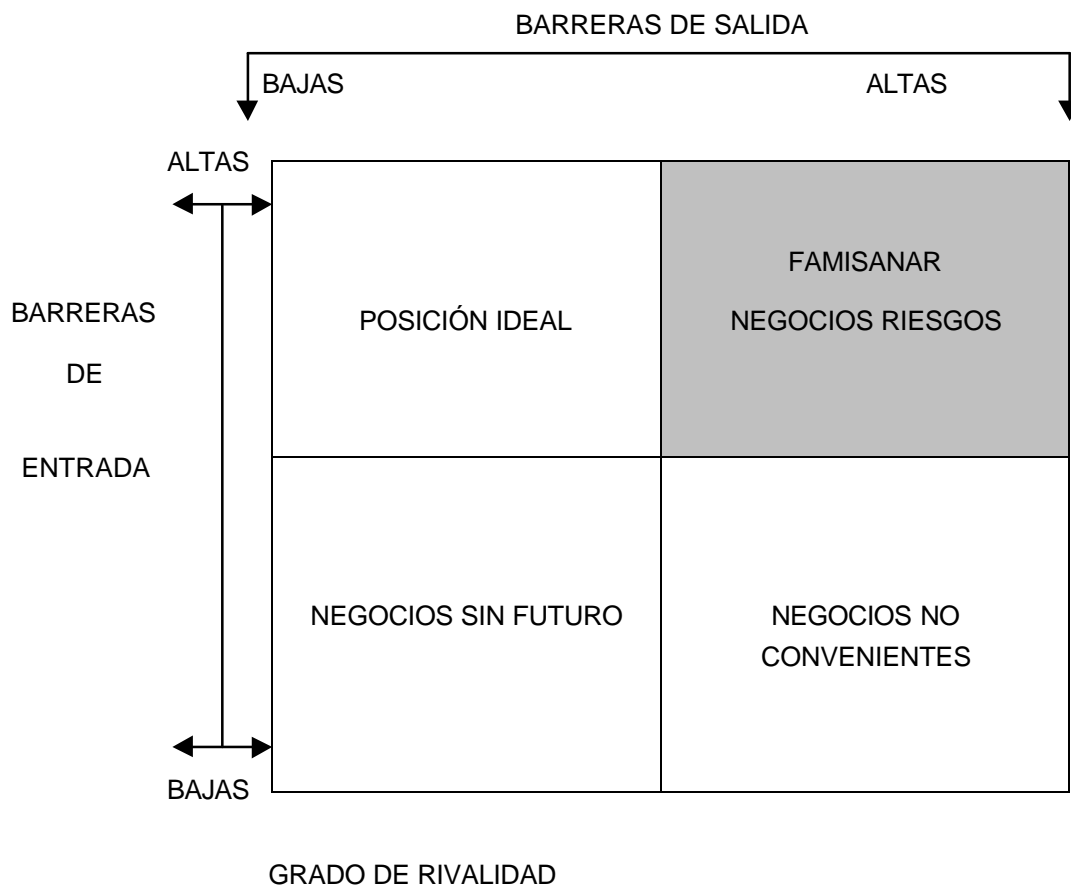 BARRERAS DE SALIDA
BAJAS
ALTAS
ALTAS
BARRERAS
DE
ENTRADA
POSICIÓN IDEAL
FAMISANAR
NEGOCIOS RIESGOS
NEGOCIOS SIN FUTURO
NEGOCIOS NO
CONVENIENTES
BAJAS
GRADO DE RIVALIDAD